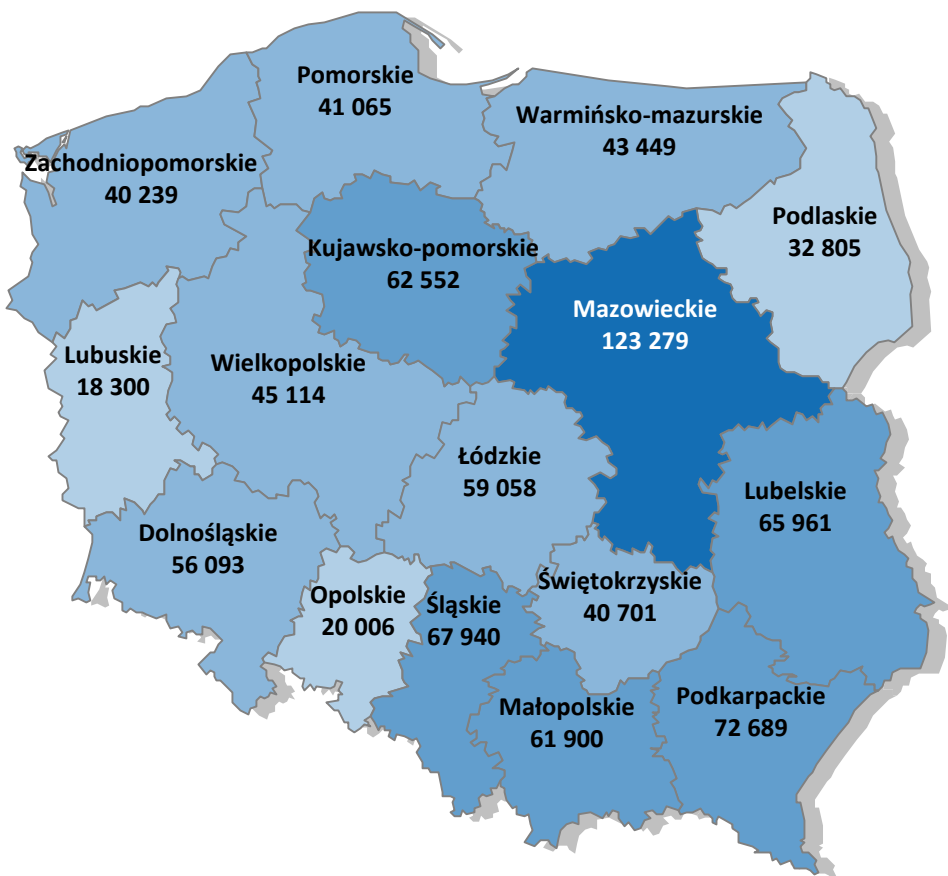 Pomorskie
41 065
Warmińsko-mazurskie
43 449
Zachodniopomorskie
40 239
Podlaskie
32 805
Kujawsko-pomorskie
62 552
Mazowieckie
123 279
Lubuskie
18 300
Wielkopolskie
45 114
Łódzkie
59 058
Lubelskie
65 961
Dolnośląskie
56 093
Opolskie
20 006
Śląskie
67 940
Świętokrzyskie
40 701
Małopolskie
61 900
Podkarpackie
72 689